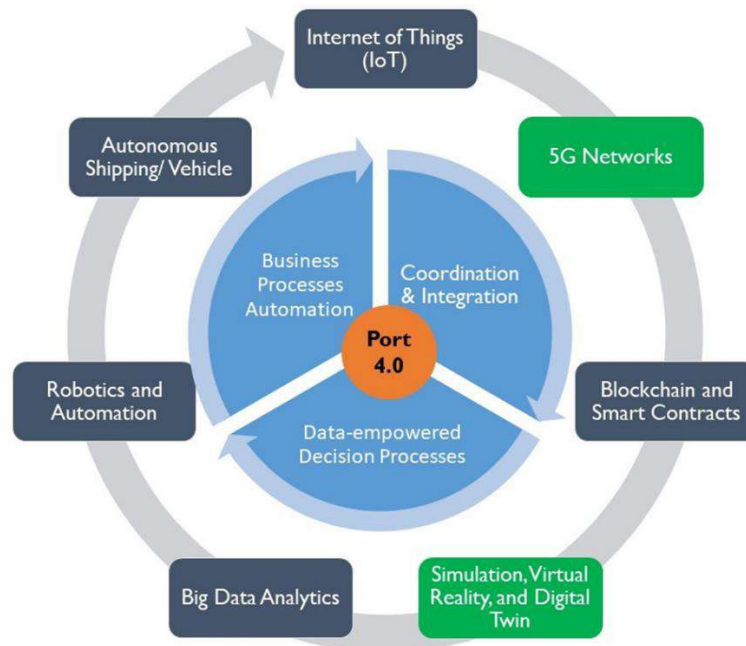 Internet of Things
(IoT)
5G Networks
Autonomous
Shipping/ Vehicle
Business
Processes
Automation
Coordination
& Integration
Port
4.0
Robotics and
Automation
Blockchain and
Smart Contracts
Data-empowered
Decision Processes
Big Data Analytics
Simulation, Virtual
Reality, and Digital
Twin